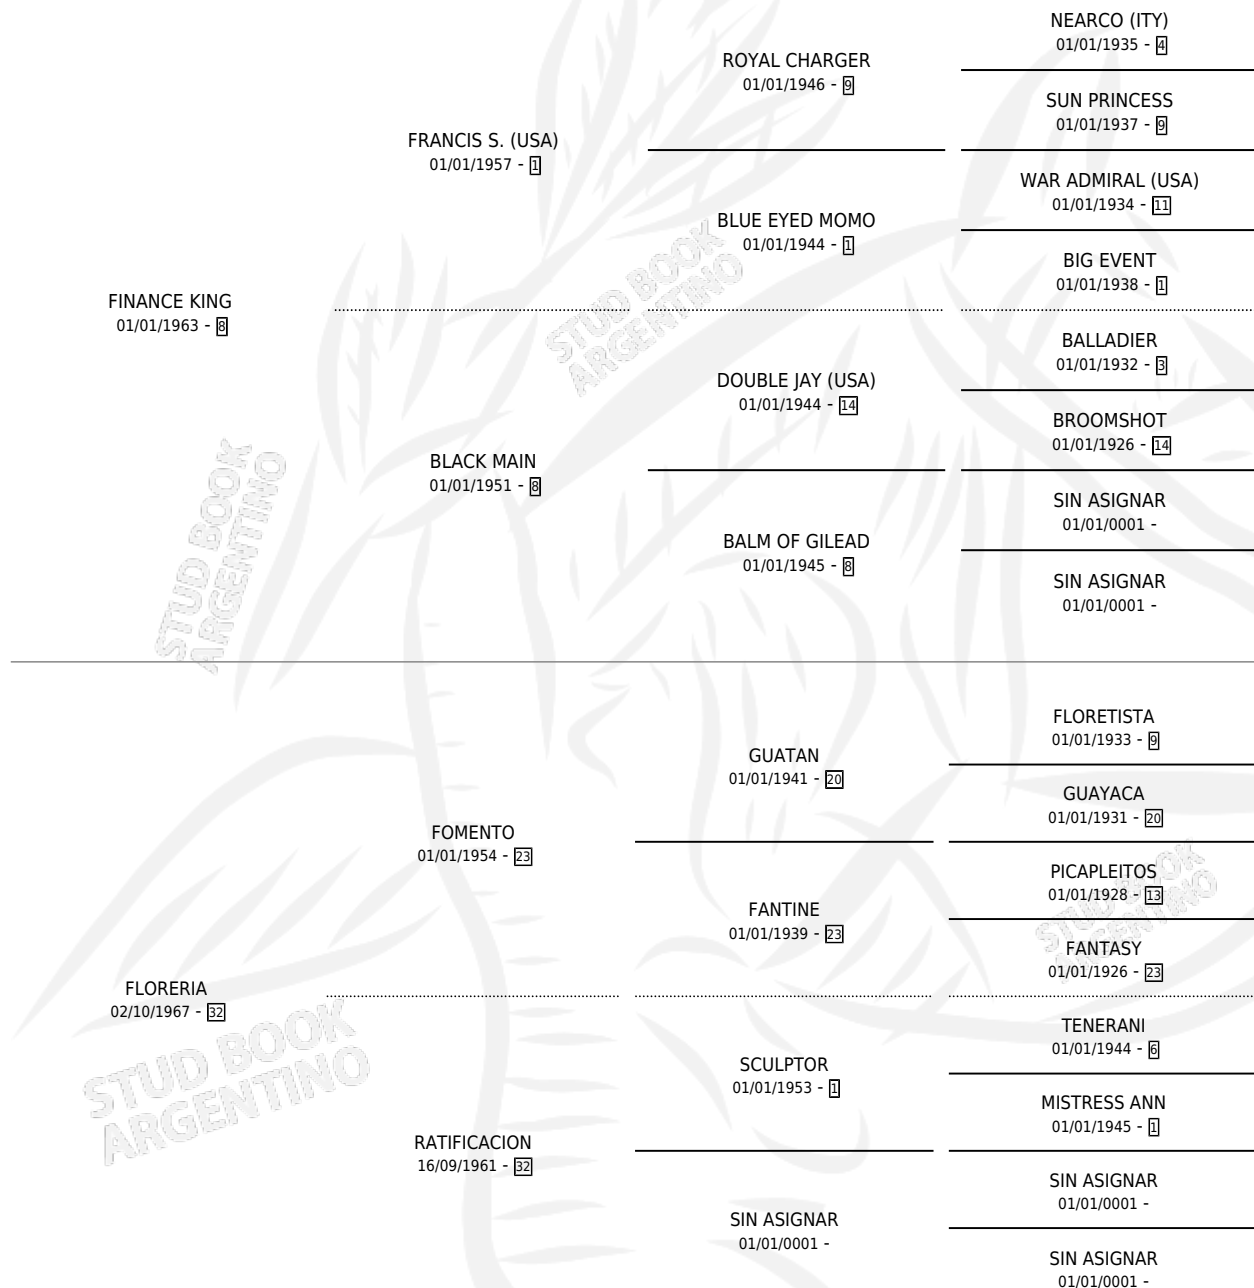 NEARCO (ITY)
01/01/1935 - 4
ROYAL CHARGER
01/01/1946 - 9
SUN PRINCESS
01/01/1937 - 9
FRANCIS S. (USA)
01/01/1957 - 1
WAR ADMIRAL (USA)
01/01/1934 - 11
BLUE EYED MOMO
01/01/1944 - 1
BIG EVENT
01/01/1938 - 1
FINANCE KING
01/01/1963 - 8
BALLADIER
01/01/1932 - 3
DOUBLE JAY (USA)
01/01/1944 - 14
BROOMSHOT
01/01/1926 - 14
BLACK MAIN
01/01/1951 - 8
SIN ASIGNAR
01/01/0001 -
BALM OF GILEAD
01/01/1945 - 8
SIN ASIGNAR
01/01/0001 -
STUD BOOK
ARGENTINO
STUD BOOK
ARGENTINO
FLORETISTA
01/01/1933 - 9
GUATAN
01/01/1941 - 20
GUAYACA
01/01/1931 - 20
FOMENTO
01/01/1954 - 23
PICAPLEITOS
01/01/1928 - 13
FANTINE
01/01/1939 - 23
FANTASY
01/01/1926 - 23
FLORERIA
02/10/1967 - 32
TENERANI
01/01/1944 - 6
SCULPTOR
01/01/1953 - 1
MISTRESS ANN
01/01/1945 - 1
RATIFICACION
16/09/1961 - 32
SIN ASIGNAR
01/01/0001 -
SIN ASIGNAR
01/01/0001 -
SIN ASIGNAR
01/01/0001 -
STUD BOOK
ARGENTINO
STUD BOOK
ARGENTINO